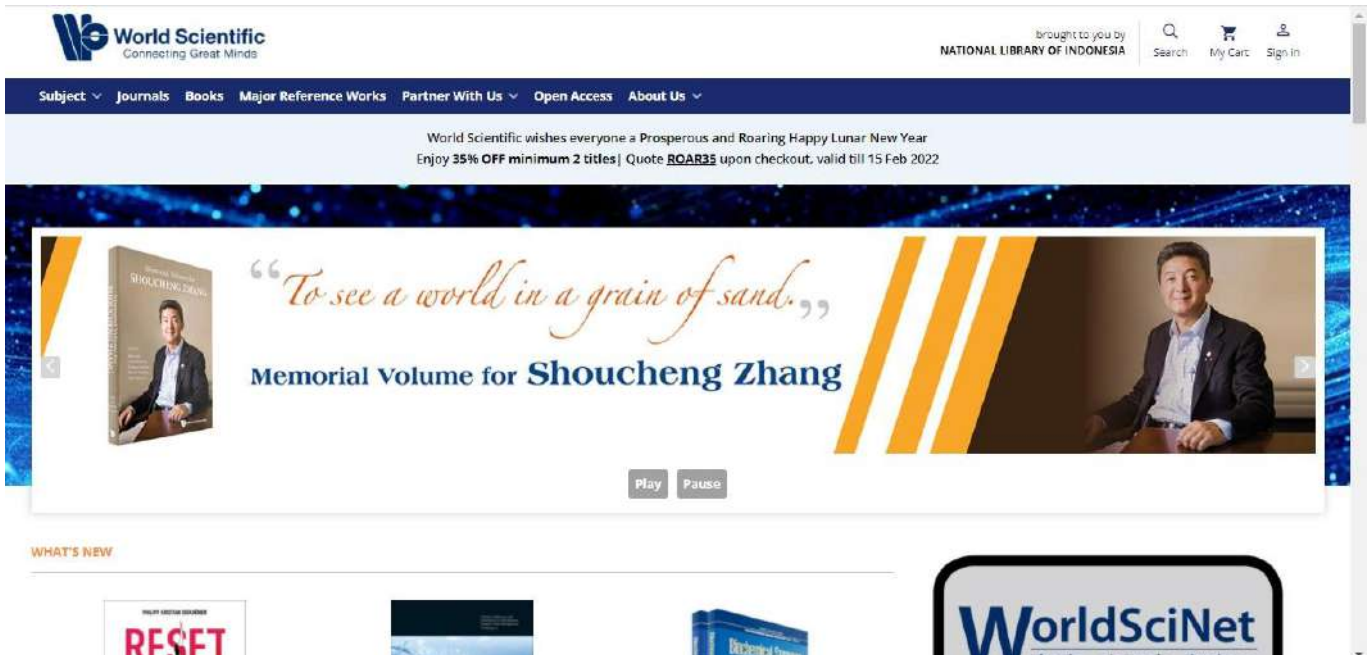 World Scientific
Connecting Great Minds
brought to you by
NATIONAL LIBRARY OF INDONESIA
Search
My Cart
Sign in
Subject Journals Books Major Reference Works Partner With Us Open Access About Us
World Scientific wishes everyone a Prosperous and Roaring Happy Lunar New Year
Enjoy 35% OFF minimum 2 titles| Quote ROAR35 upon checkout, valid till 15 Feb 2022
Memorial Volume for
SHOUCHENG ZHANG
“To see a world in a grain of sand.”
Memorial Volume for Shoucheng Zhang
Play Pause
WHAT'S NEW
RESET
WorldSciNet